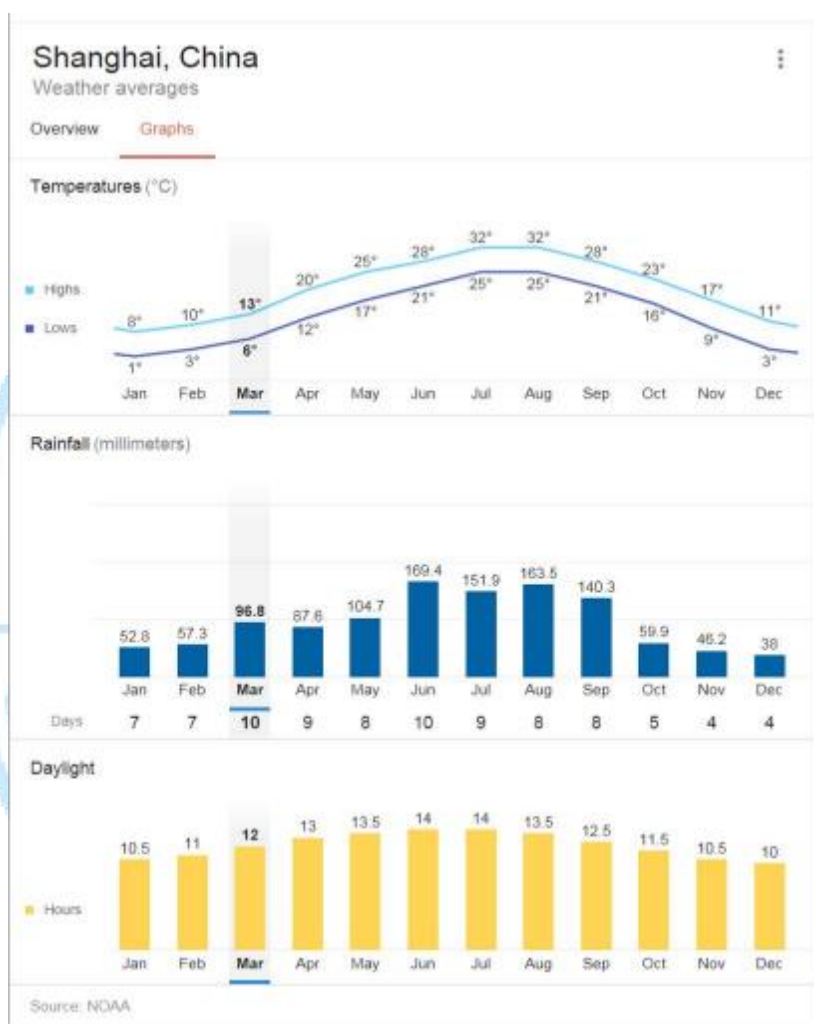 Shanghai, China
Weather averages
Overview Graphs
Temperatures (°C)
32° 32°
28° 28°
25° 23°
20° 17°
13° 11°
8° 10°
Highs
25° 25°
21° 21°
17° 16°
12° 9°
6° 3°
1° 3°
Lows
Jan Feb Mar Apr May Jun Jul Aug Sep Oct Nov Dec
Rainfall (millimeters)
52.8 57.3 96.8 87.6 104.7 169.4 151.9 163.5 140.3 59.9 46.2 38
Jan Feb Mar Apr May Jun Jul Aug Sep Oct Nov Dec
Days 7 7 10 9 8 10 9 8 8 5 4 4
Daylight
10.5 11 12 13 13.5 14 14 13.5 12.5 11.5 10.5 10
Hours
Jan Feb Mar Apr May Jun Jul Aug Sep Oct Nov Dec
Source: NOAA